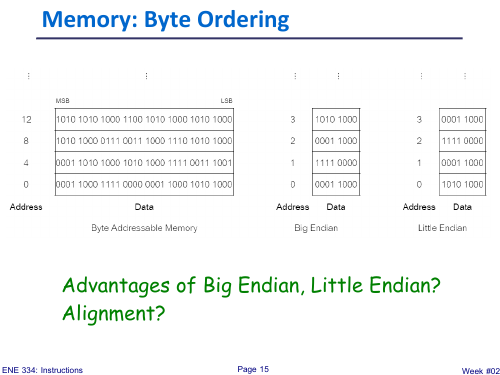 Memory: Byte Ordering
⋮ ⋮ ⋮ ⋮ ⋮ ⋮
MSB LSB
12 1010 1010 1000 1100 1010 1000 1010 1000 3 1010 1000 3 0001 1000
8 1010 1000 0111 0011 1000 1110 1010 1000 2 0001 1000 2 1111 0000
4 0001 1010 1000 1010 1000 1111 0011 1001 1 1111 0000 1 0001 1000
0 0001 1000 1111 0000 0001 1000 1010 1000 0 0001 1000 0 1010 1000
Address Data Address Data Address Data
Byte Addressable Memory Big Endian Little Endian
Advantages of Big Endian, Little Endian?
Alignment?
ENE 334: Instructions Page 15 Week #02